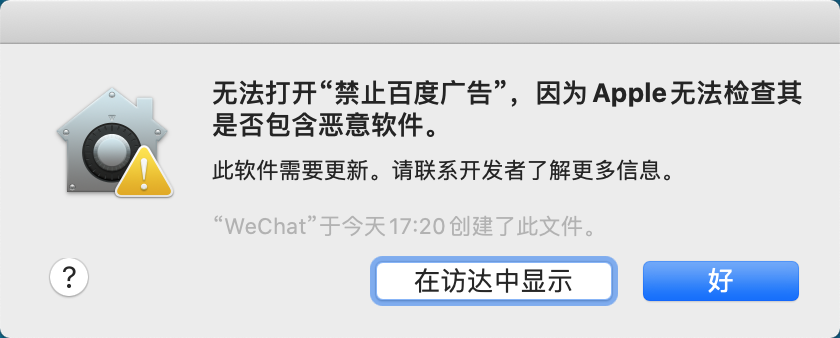 无法打开“禁止百度广告”，因为 Apple 无法检查其
是否包含恶意软件。
此软件需要更新。请联系开发者了解更多信息。
“WeChat”于今天 17:20 创建了此文件。
?
在访达中显示
好